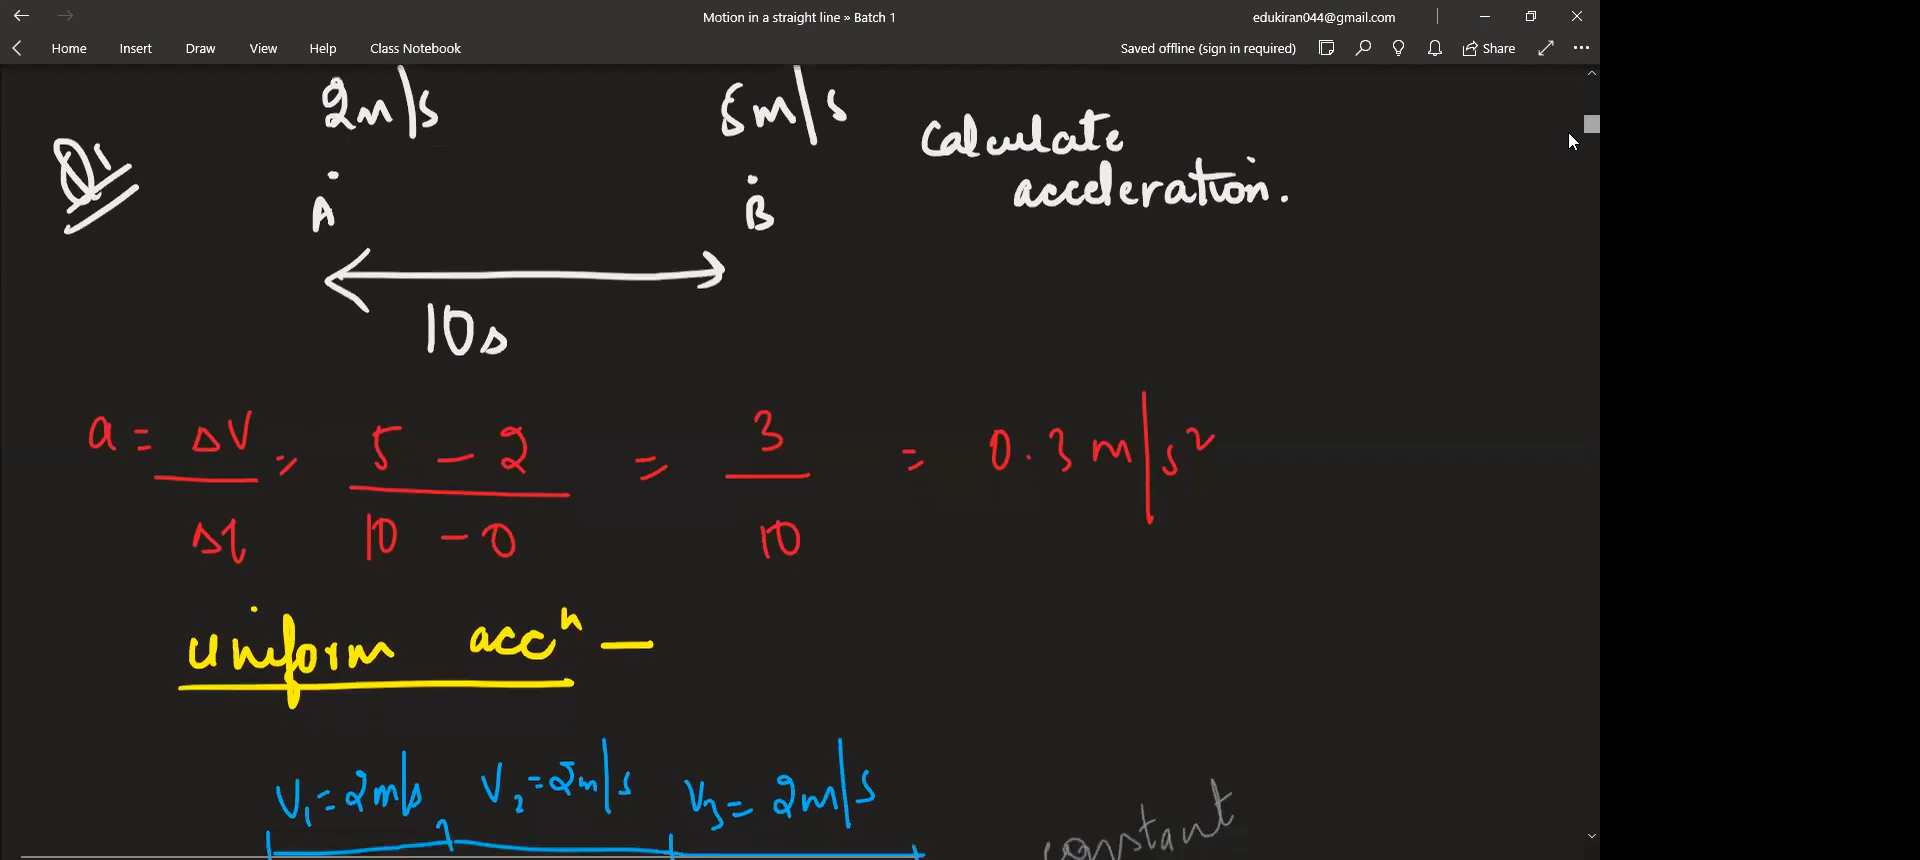 Motion in a straight line » Batch 1
edukiran044@gmail.com
Home Insert Draw View Help Class Notebook
Saved offline (sign in required) Share
2m/s 5m/s
Q1 Calculate
acceleration.
A B
10s
a = ΔV = 5 - 2 = 3 = 0.3 m/s²
Δt 10 - 0 10
uniform accⁿ —
V₁ = 2m/s V₂ = 2m/s V₃ = 2m/s
constant